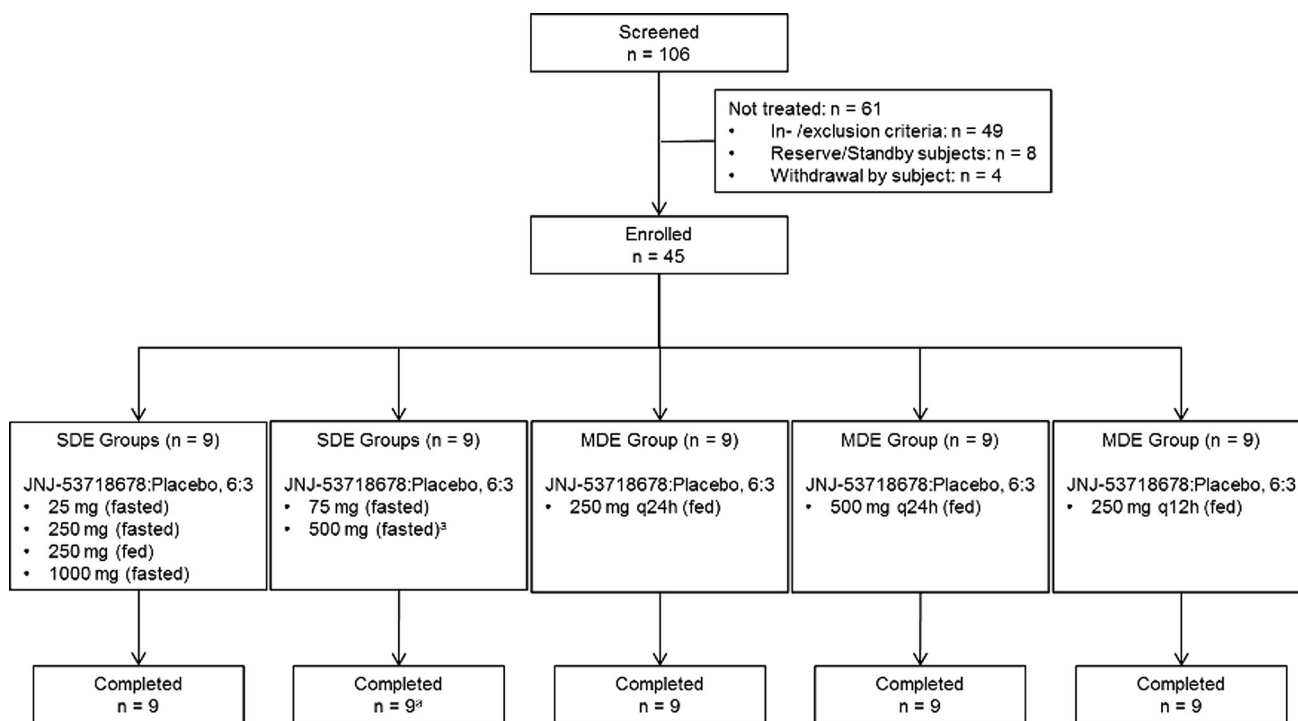 Screened
n = 106
Not treated: n = 61
• In- /exclusion criteria: n = 49
• Reserve/Standby subjects: n = 8
• Withdrawal by subject: n = 4
Enrolled
n = 45
SDE Groups (n = 9)
JNJ-53718678:Placebo, 6:3
• 25 mg (fasted)
• 250 mg (fasted)
• 250 mg (fed)
• 1000 mg (fasted)
SDE Groups (n = 9)
JNJ-53718678:Placebo, 6:3
• 75 mg (fasted)
• 500 mg (fasted)ᵃ
MDE Group (n = 9)
JNJ-53718678:Placebo, 6:3
• 250 mg q24h (fed)
MDE Group (n = 9)
JNJ-53718678:Placebo, 6:3
• 500 mg q24h (fed)
MDE Group (n = 9)
JNJ-53718678:Placebo, 6:3
• 250 mg q12h (fed)
Completed
n = 9
Completed
n = 9ᵃ
Completed
n = 9
Completed
n = 9
Completed
n = 9